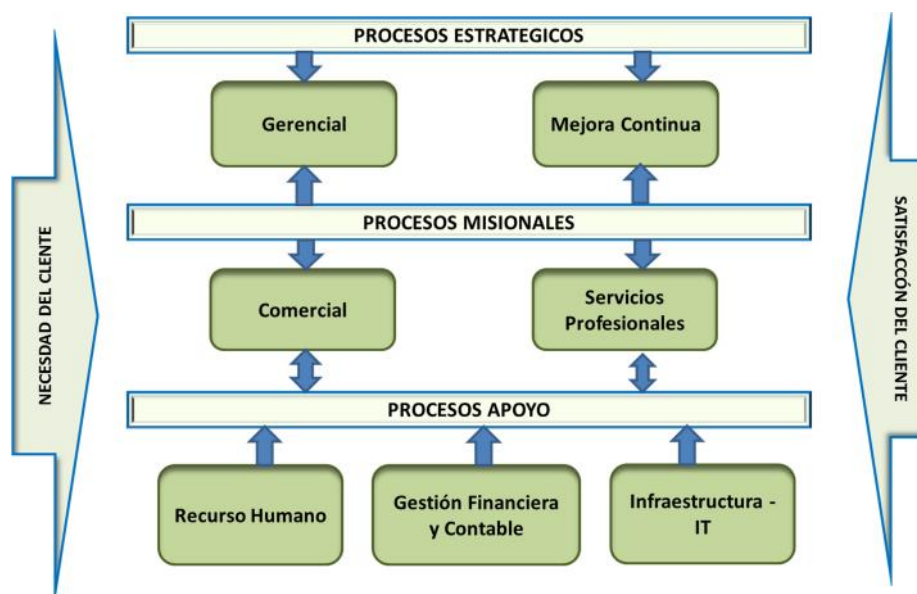 PROCESOS ESTRATEGICOS
Gerencial
Mejora Continua
PROCESOS MISIONALES
NECESDAD DEL CLENTE
SATISFACCÓN DEL CLIENTE
Comercial
Servicios
Profesionales
PROCESOS APOYO
Recurso Humano
Gestión Financiera
y Contable
Infraestructura -
IT